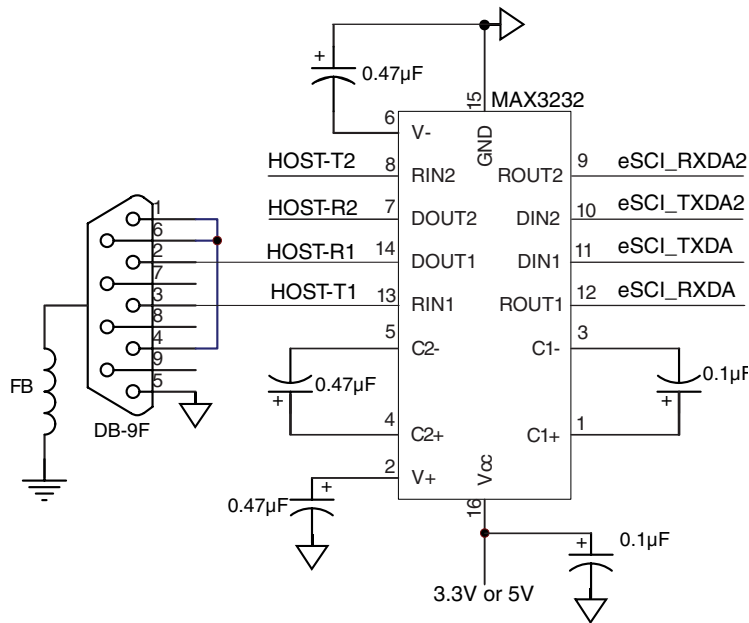 +
0.47µF
15
MAX3232
6
V-
GND
HOST-T2
8
RIN2
ROUT2
9
eSCI_RXDA2
HOST-R2
7
DOUT2
DIN2
10
eSCI_TXDA2
HOST-R1
14
DOUT1
DIN1
11
eSCI_TXDA
HOST-T1
13
RIN1
ROUT1
12
eSCI_RXDA
1
6
2
7
3
8
4
9
5
DB-9F
FB
5
C2-
C1-
3
0.47µF
+
0.1µF
+
4
C2+
C1+
1
2
V+
Vcc
16
0.47µF
+
+
0.1µF
3.3V or 5V